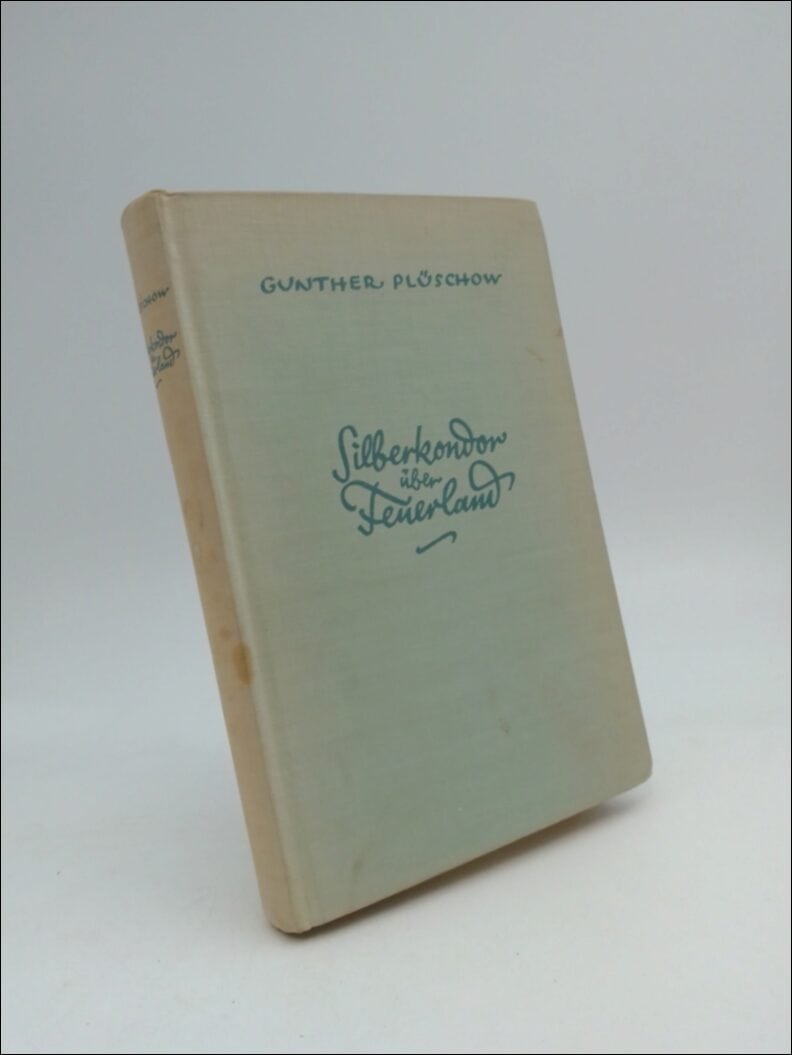 GUNTHER PLÜSCHOW
Silberkondor
über
Feuerland